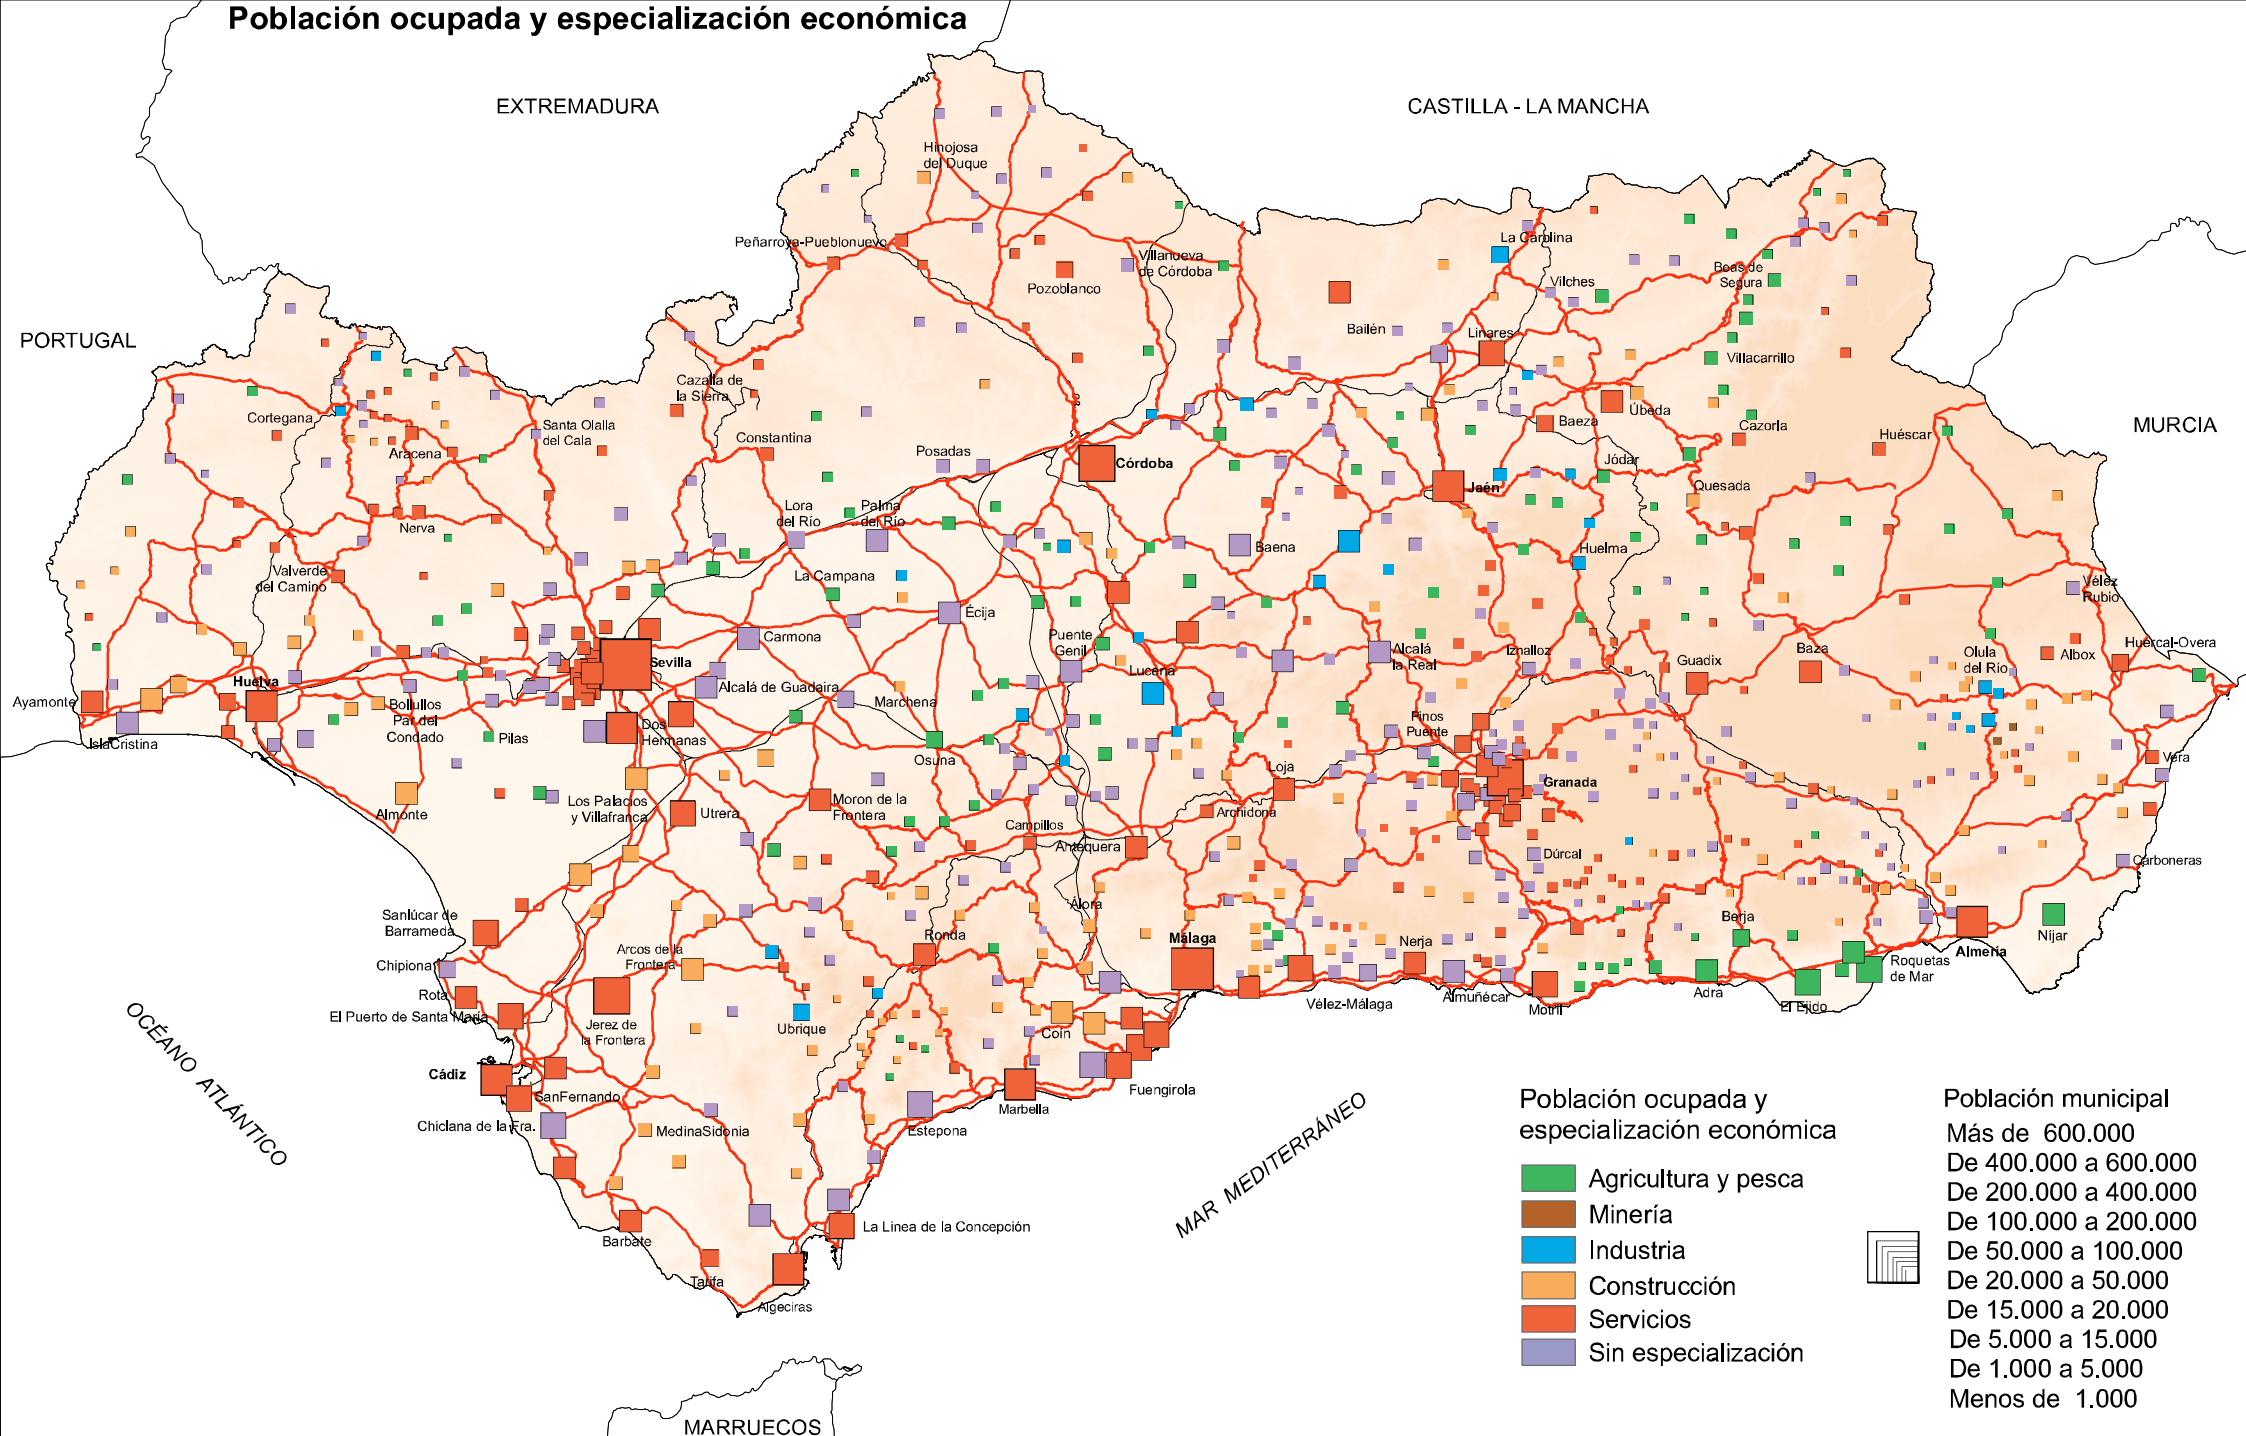 Población ocupada y especialización económica
EXTREMADURA
CASTILLA - LA MANCHA
PORTUGAL
MURCIA
Hinojosa
del Duque
Peñarroya-Pueblonuevo
Pozoblanco
Villanueva
de Córdoba
La Carolina
Vilches
Beas de
Segura
Bailén
Linares
Villacarrillo
Cazalla de
la Sierra
Cortegana
Santa Olalla
del Cala
Aracena
Constantina
Posadas
Córdoba
Úbeda
Baeza
Cazorla
Huéscar
Jódar
Jaén
Quesada
Nerva
Lora
del Río
Palma
del Río
Baena
Huelma
Valverde
del Camino
La Campana
Écija
Vélez
Rubio
Carmona
Puente
Genil
Alcalá
la Real
Iznalloz
Baza
Olula
del Río
Albox
Huercal-Overa
Sevilla
Lucena
Guadix
Huelva
Ayamonte
Alcalá de Guadaira
Marchena
IslaCristina
Bollullos
Par del
Condado
Pilas
Dos
Hermanas
Osuna
Pinos
Puente
Loja
Granada
Vera
Almonte
Los Palacios
y Villafranca
Utrera
Moron de la
Frontera
Archidona
Campillos
Antequera
Dúrcal
Carboneras
Álora
Sanlúcar de
Barrameda
Arcos de la
Frontera
Ronda
Málaga
Nerja
Berja
Almería
Níjar
Chipiona
Roquetas
de Mar
Rota
El Puerto de Santa María
Jerez de
la Frontera
Ubrique
Coín
Vélez-Málaga
Almuñécar
Motril
Adra
El Ejido
OCÉANO ATLÁNTICO
Cádiz
SanFernando
Chiclana de la Fra.
MedinaSidonia
Estepona
Marbella
Fuengirola
MAR MEDITERRÁNEO
Barbate
Tarifa
Algeciras
La Linea de la Concepción
MARRUECOS
Población ocupada y
especialización económica
Agricultura y pesca
Minería
Industria
Construcción
Servicios
Sin especialización
Población municipal
Más de 600.000
De 400.000 a 600.000
De 200.000 a 400.000
De 100.000 a 200.000
De 50.000 a 100.000
De 20.000 a 50.000
De 15.000 a 20.000
De 5.000 a 15.000
De 1.000 a 5.000
Menos de 1.000